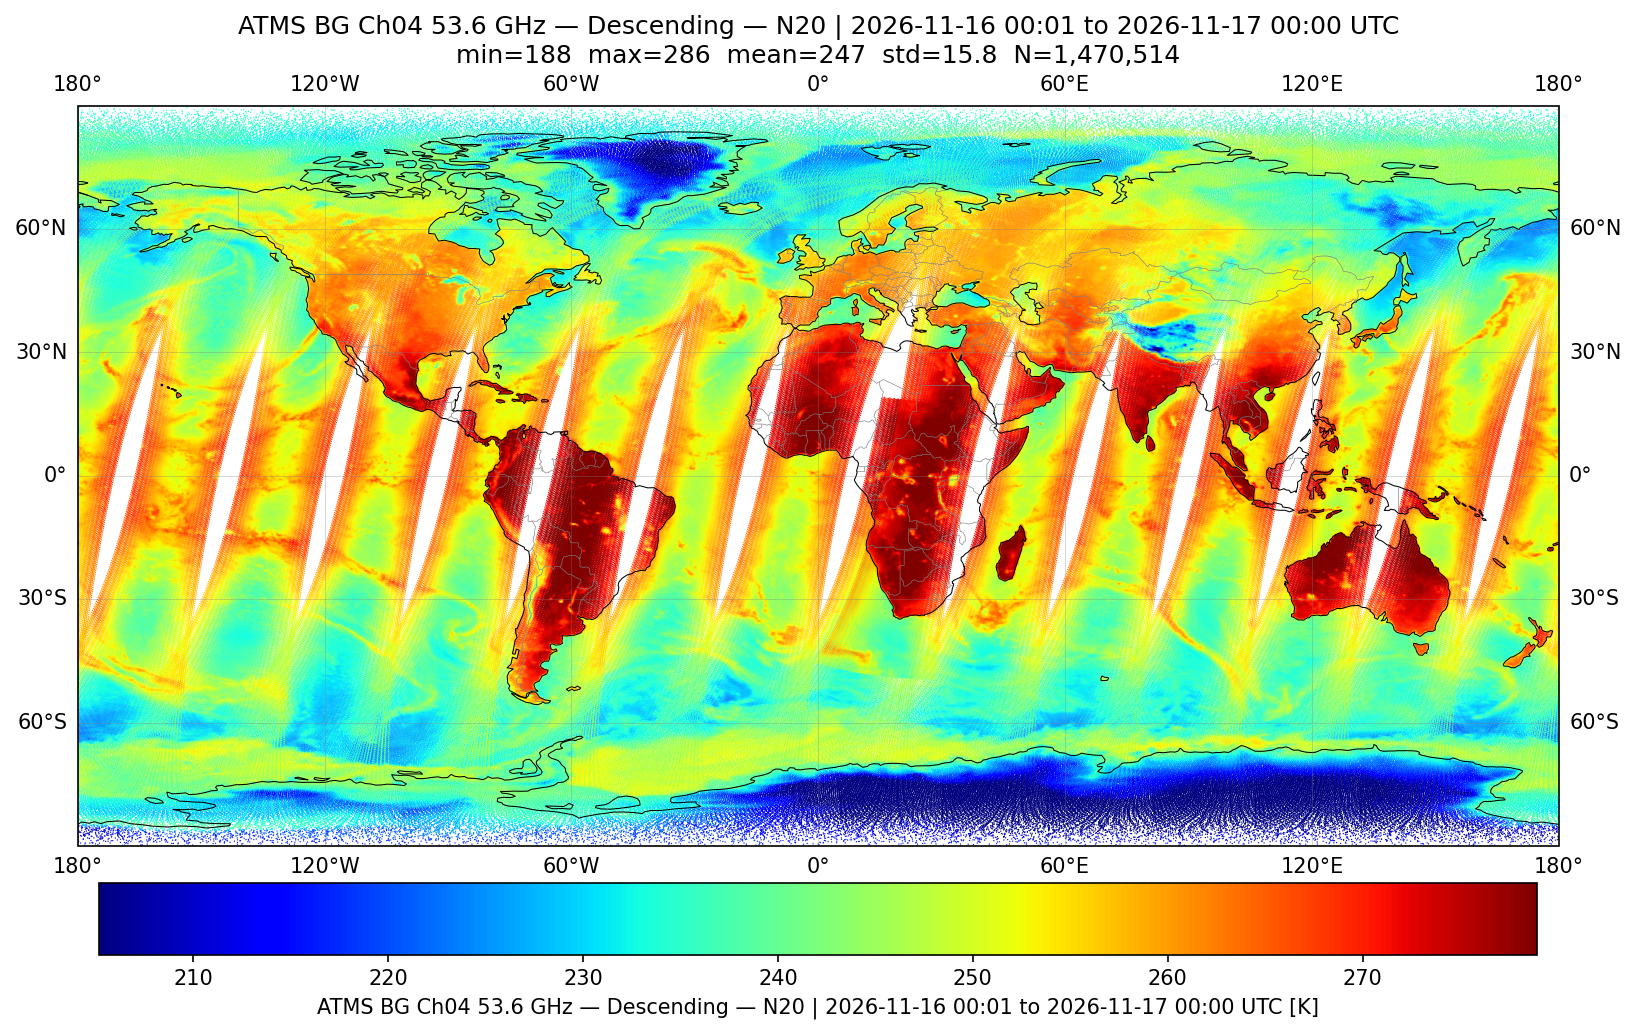 ATMS BG Ch04 53.6 GHz — Descending — N20 | 2026-11-16 00:01 to 2026-11-17 00:00 UTC
min=188 max=286 mean=247 std=15.8 N=1,470,514
180° 120°W 60°W 0° 60°E 120°E 180°
60°N 60°N
30°N 30°N
0° 0°
30°S 30°S
60°S 60°S
180° 120°W 60°W 0° 60°E 120°E 180°
210 220 230 240 250 260 270
ATMS BG Ch04 53.6 GHz — Descending — N20 | 2026-11-16 00:01 to 2026-11-17 00:00 UTC [K]